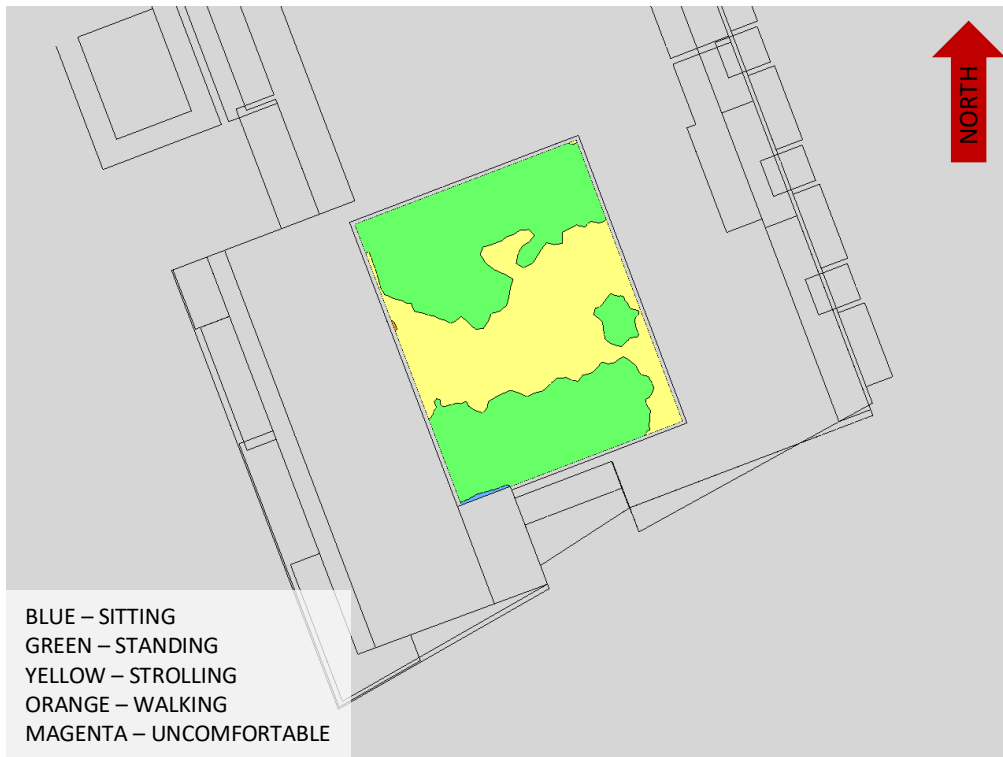 NORTH
BLUE – SITTING
GREEN – STANDING
YELLOW – STROLLING
ORANGE – WALKING
MAGENTA – UNCOMFORTABLE